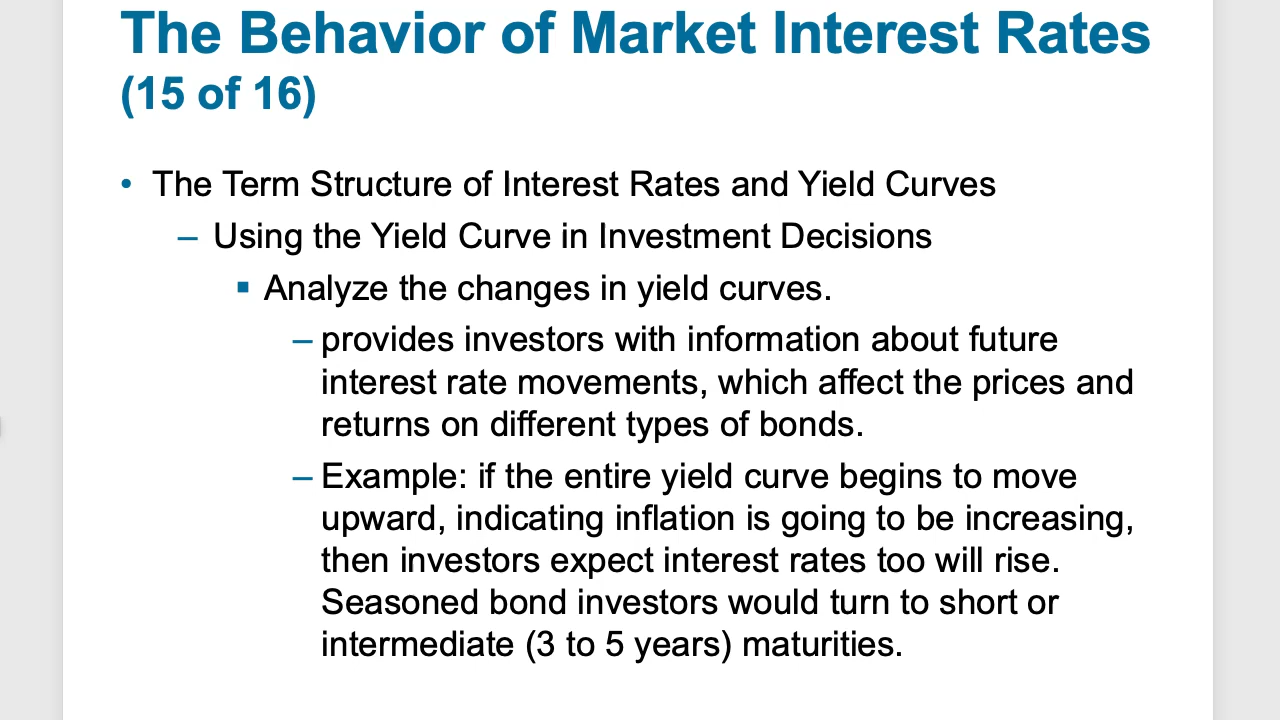 The Behavior of Market Interest Rates
(15 of 16)
• The Term Structure of Interest Rates and Yield Curves
– Using the Yield Curve in Investment Decisions
▪ Analyze the changes in yield curves.
– provides investors with information about future
interest rate movements, which affect the prices and
returns on different types of bonds.
– Example: if the entire yield curve begins to move
upward, indicating inflation is going to be increasing,
then investors expect interest rates too will rise.
Seasoned bond investors would turn to short or
intermediate (3 to 5 years) maturities.